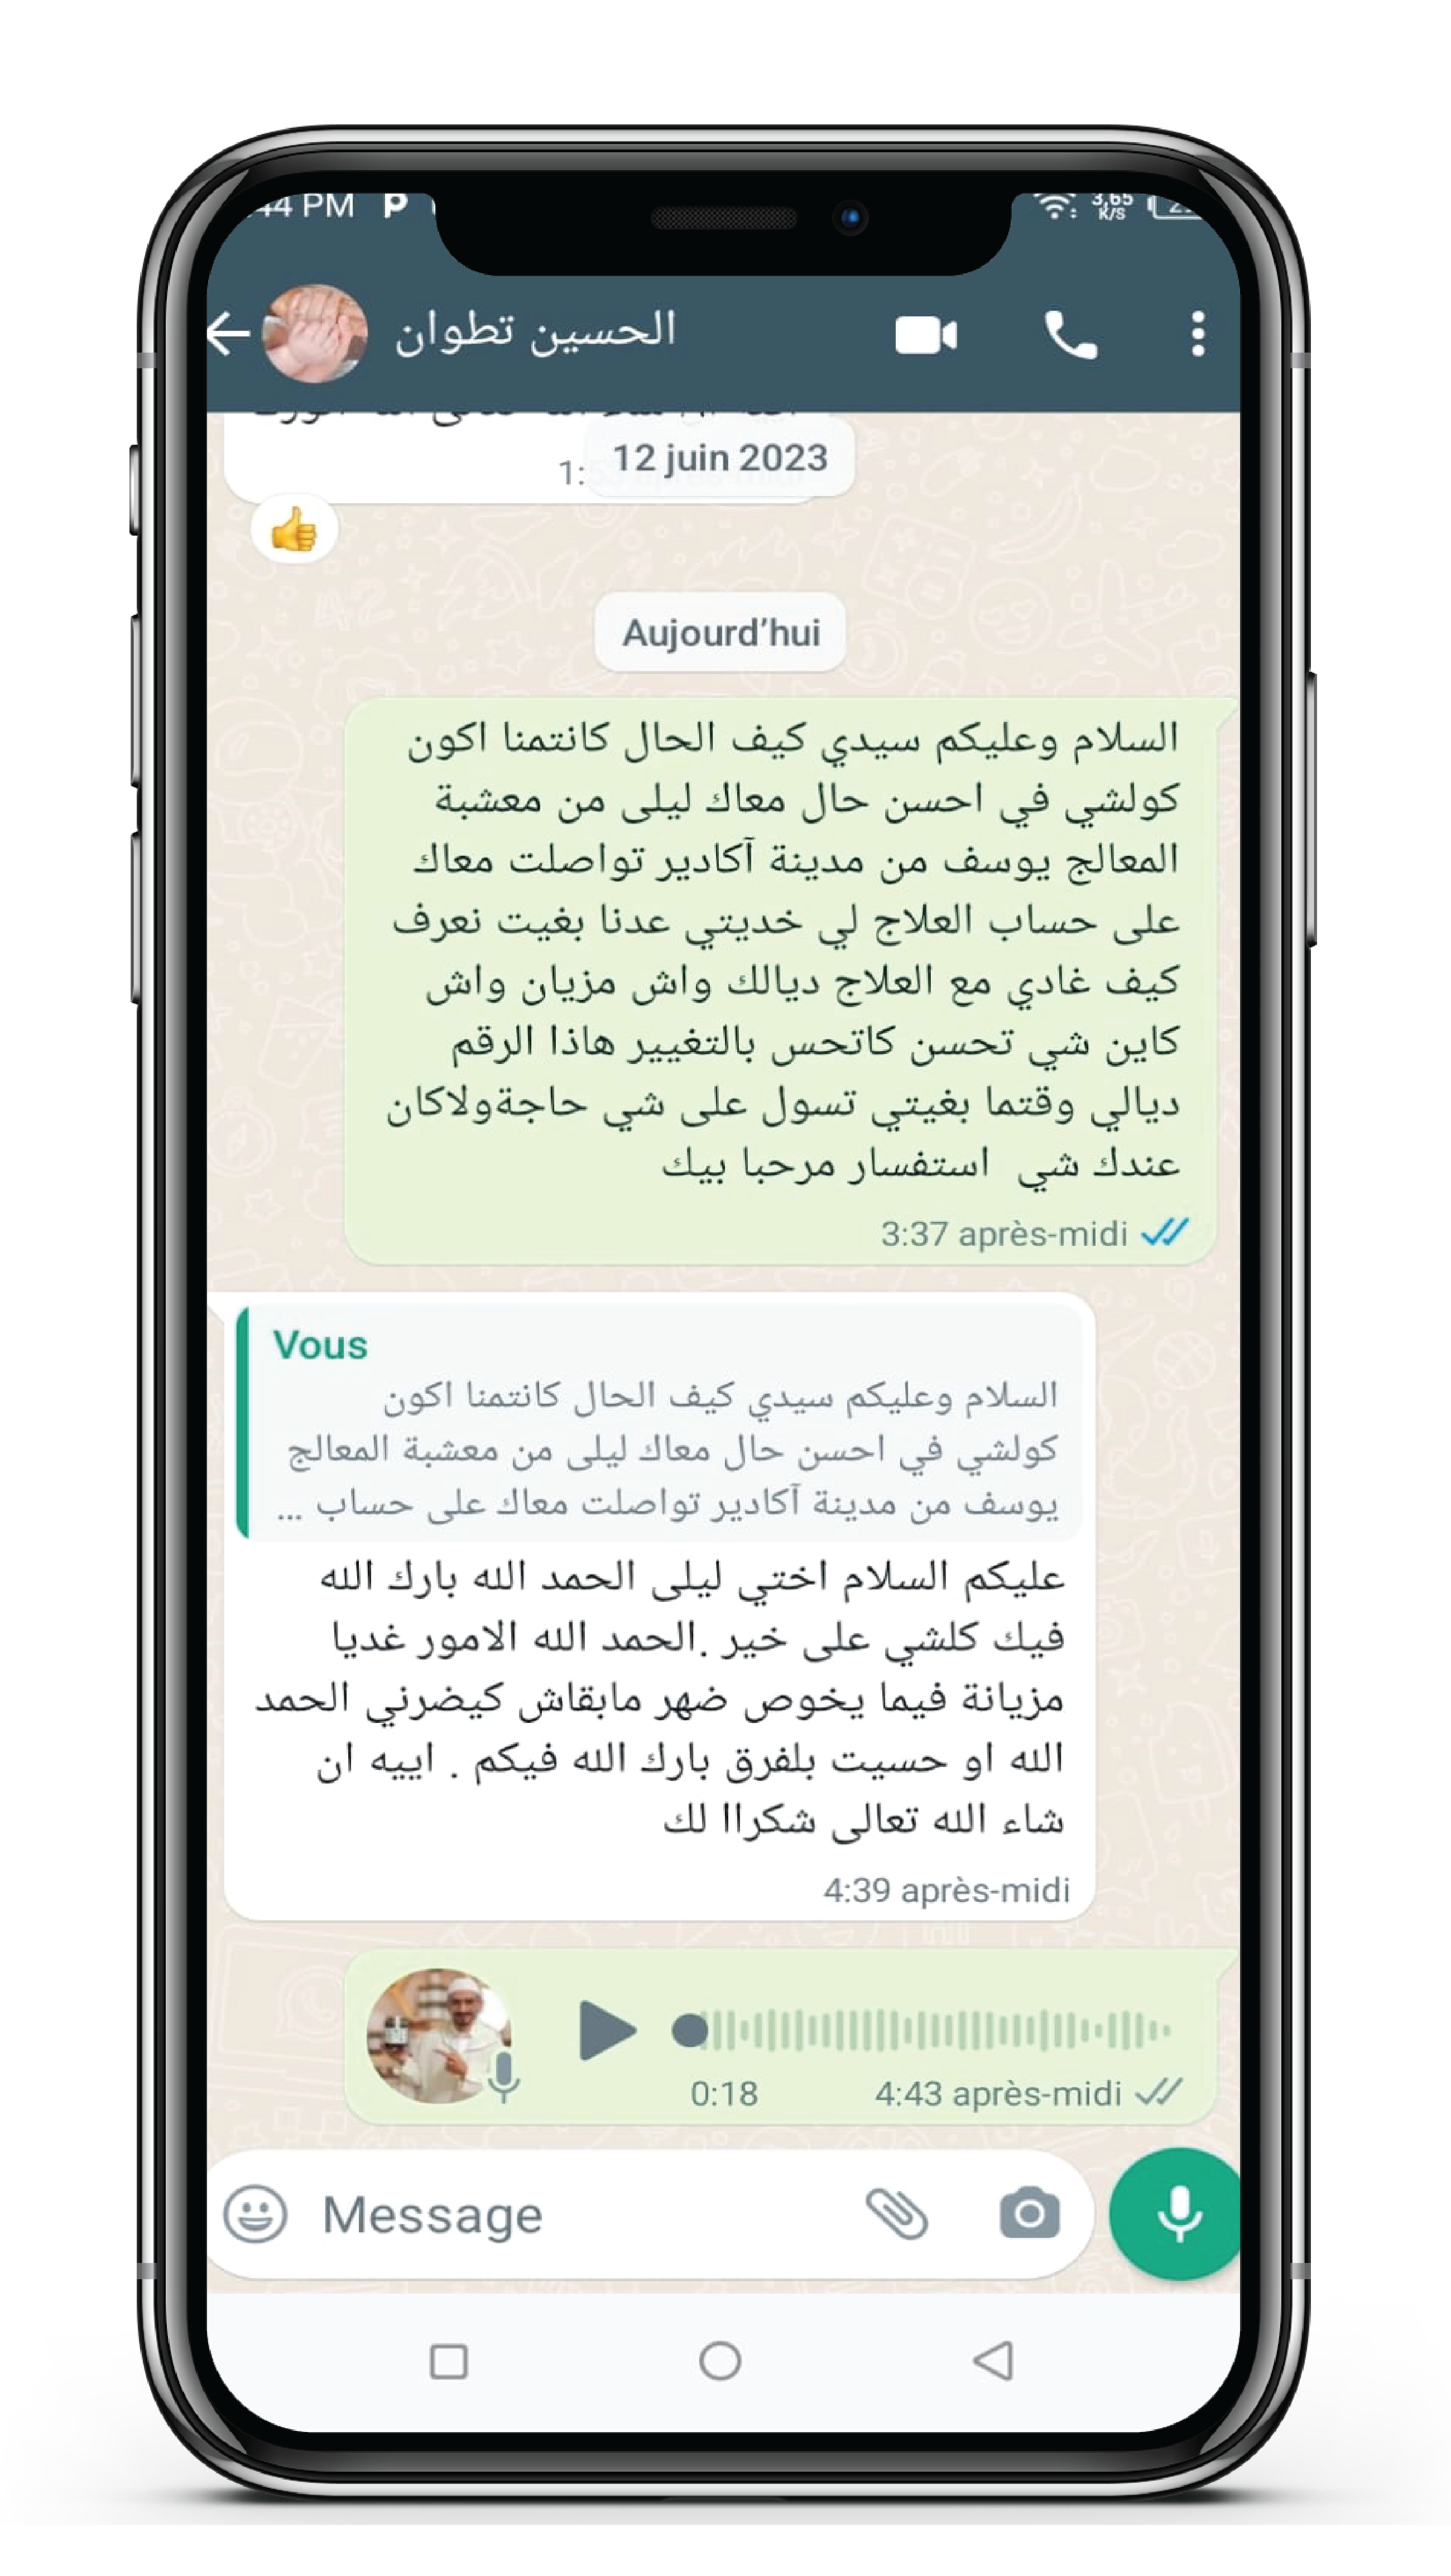 44 PM P
3,65
K/S
الحسين تطوان
12 juin 2023
Aujourd'hui
السلام وعليكم سيدي كيف الحال كانتمنا اكون
كولشي في احسن حال معاك ليلى من معشبة
المعالج يوسف من مدينة آكادير تواصلت معاك
على حساب العلاج لي خديتي عدنا بغيت نعرف
كيف غادي مع العلاج ديالك واش مزيان واش
كاين شي تحسن كاتحس بالتغيير هاذا الرقم
ديالي وقتما بغيتي تسول على شي حاجةولاكان
عندك شي استفسار مرحبا بيك
3:37 après-midi
Vous
السلام وعليكم سيدي كيف الحال كانتمنا اكون
كولشي في احسن حال معاك ليلى من معشبة المعالج
يوسف من مدينة آكادير تواصلت معاك على حساب ...
عليكم السلام اختي ليلى الحمد الله بارك الله
فيك كلشي على خير .الحمد الله الامور غديا
مزيانة فيما يخوص ضهر مابقاش كيضرني الحمد
الله او حسيت بلفرق بارك الله فيكم . اييه ان
شاء الله تعالى شكراا لك
4:39 après-midi
0:18 4:43 après-midi
Message